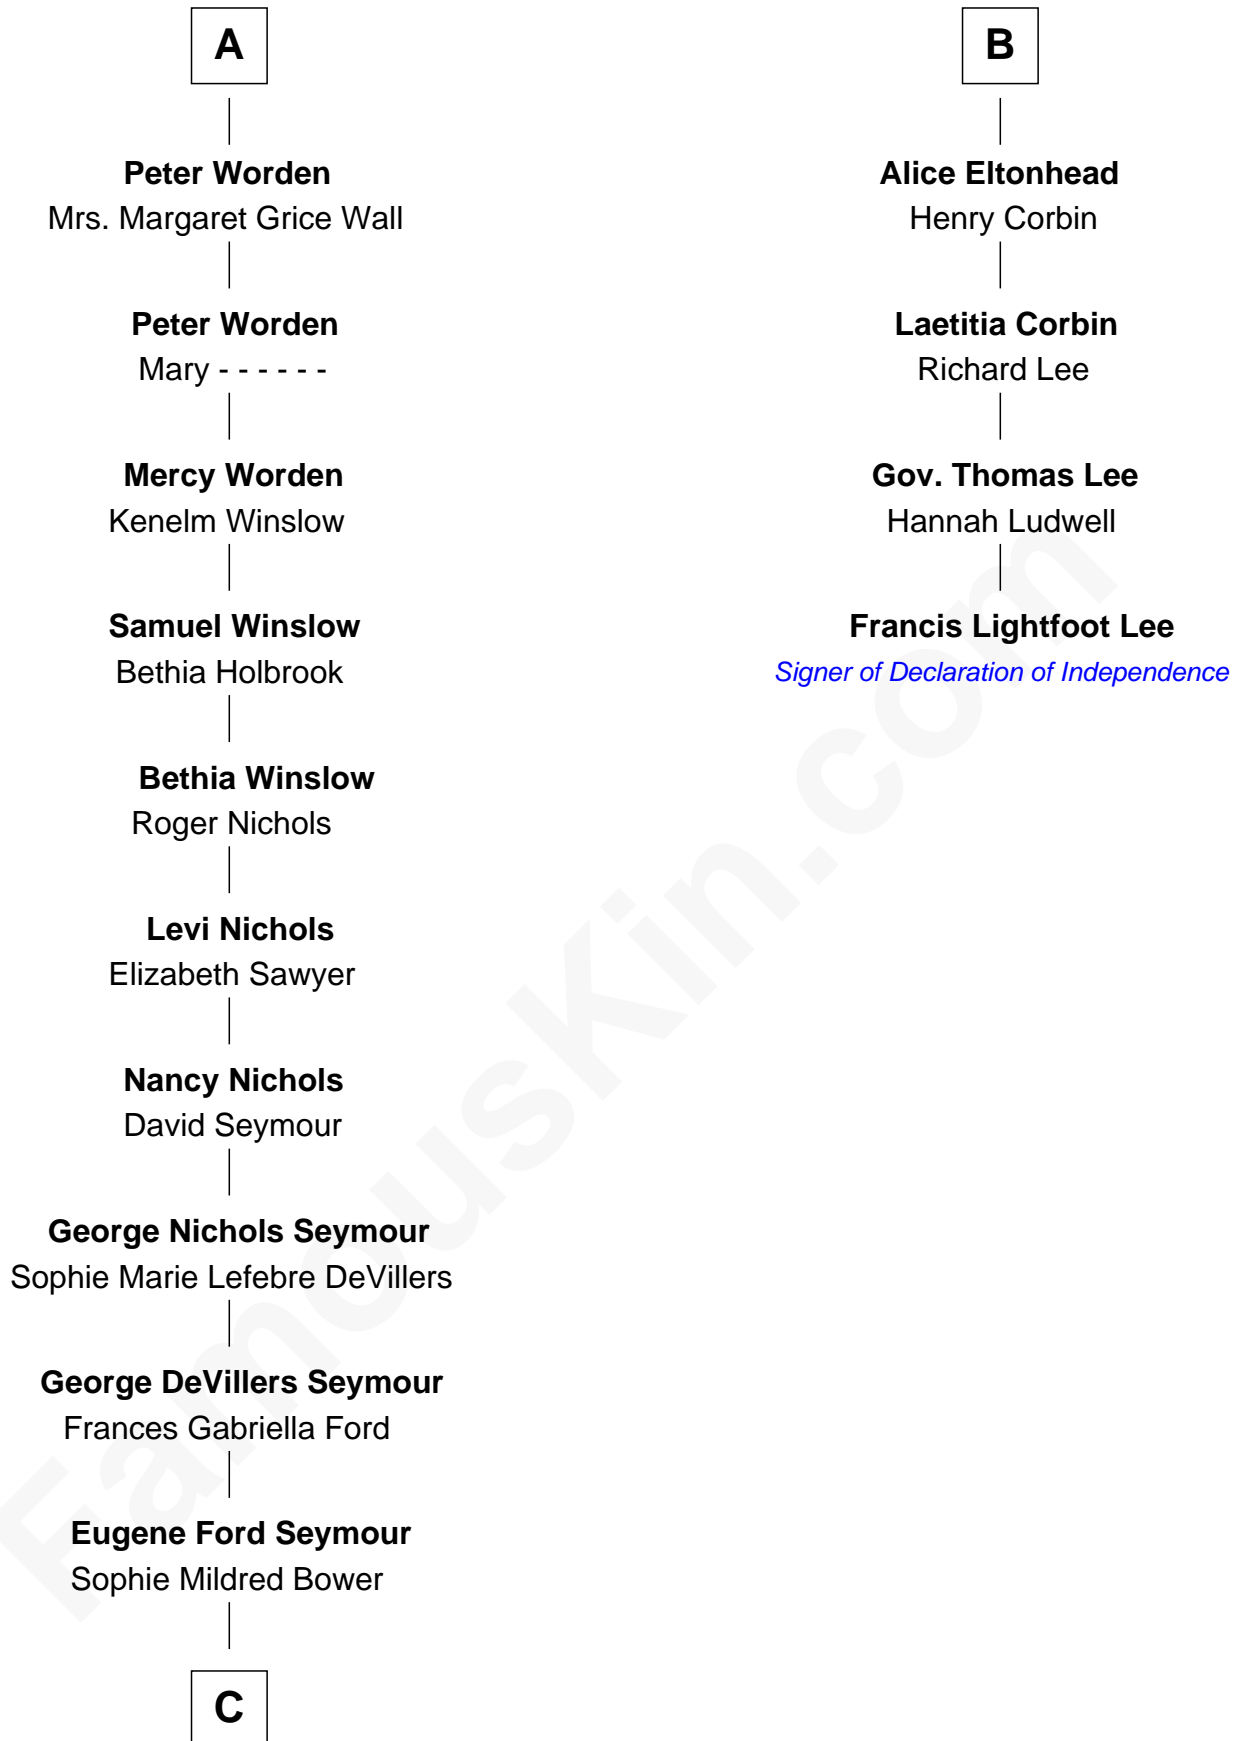 A
Peter Worden
Mrs. Margaret Grice Wall
Peter Worden
Mary - - - - - -
Mercy Worden
Kenelm Winslow
Samuel Winslow
Bethia Holbrook
Bethia Winslow
Roger Nichols
Levi Nichols
Elizabeth Sawyer
Nancy Nichols
David Seymour
George Nichols Seymour
Sophie Marie Lefebre DeVillers
George DeVillers Seymour
Frances Gabriella Ford
Eugene Ford Seymour
Sophie Mildred Bower
C
B
Alice Eltonhead
Henry Corbin
Laetitia Corbin
Richard Lee
Gov. Thomas Lee
Hannah Ludwell
Francis Lightfoot Lee
Signer of Declaration of Independence
FamousKin.com